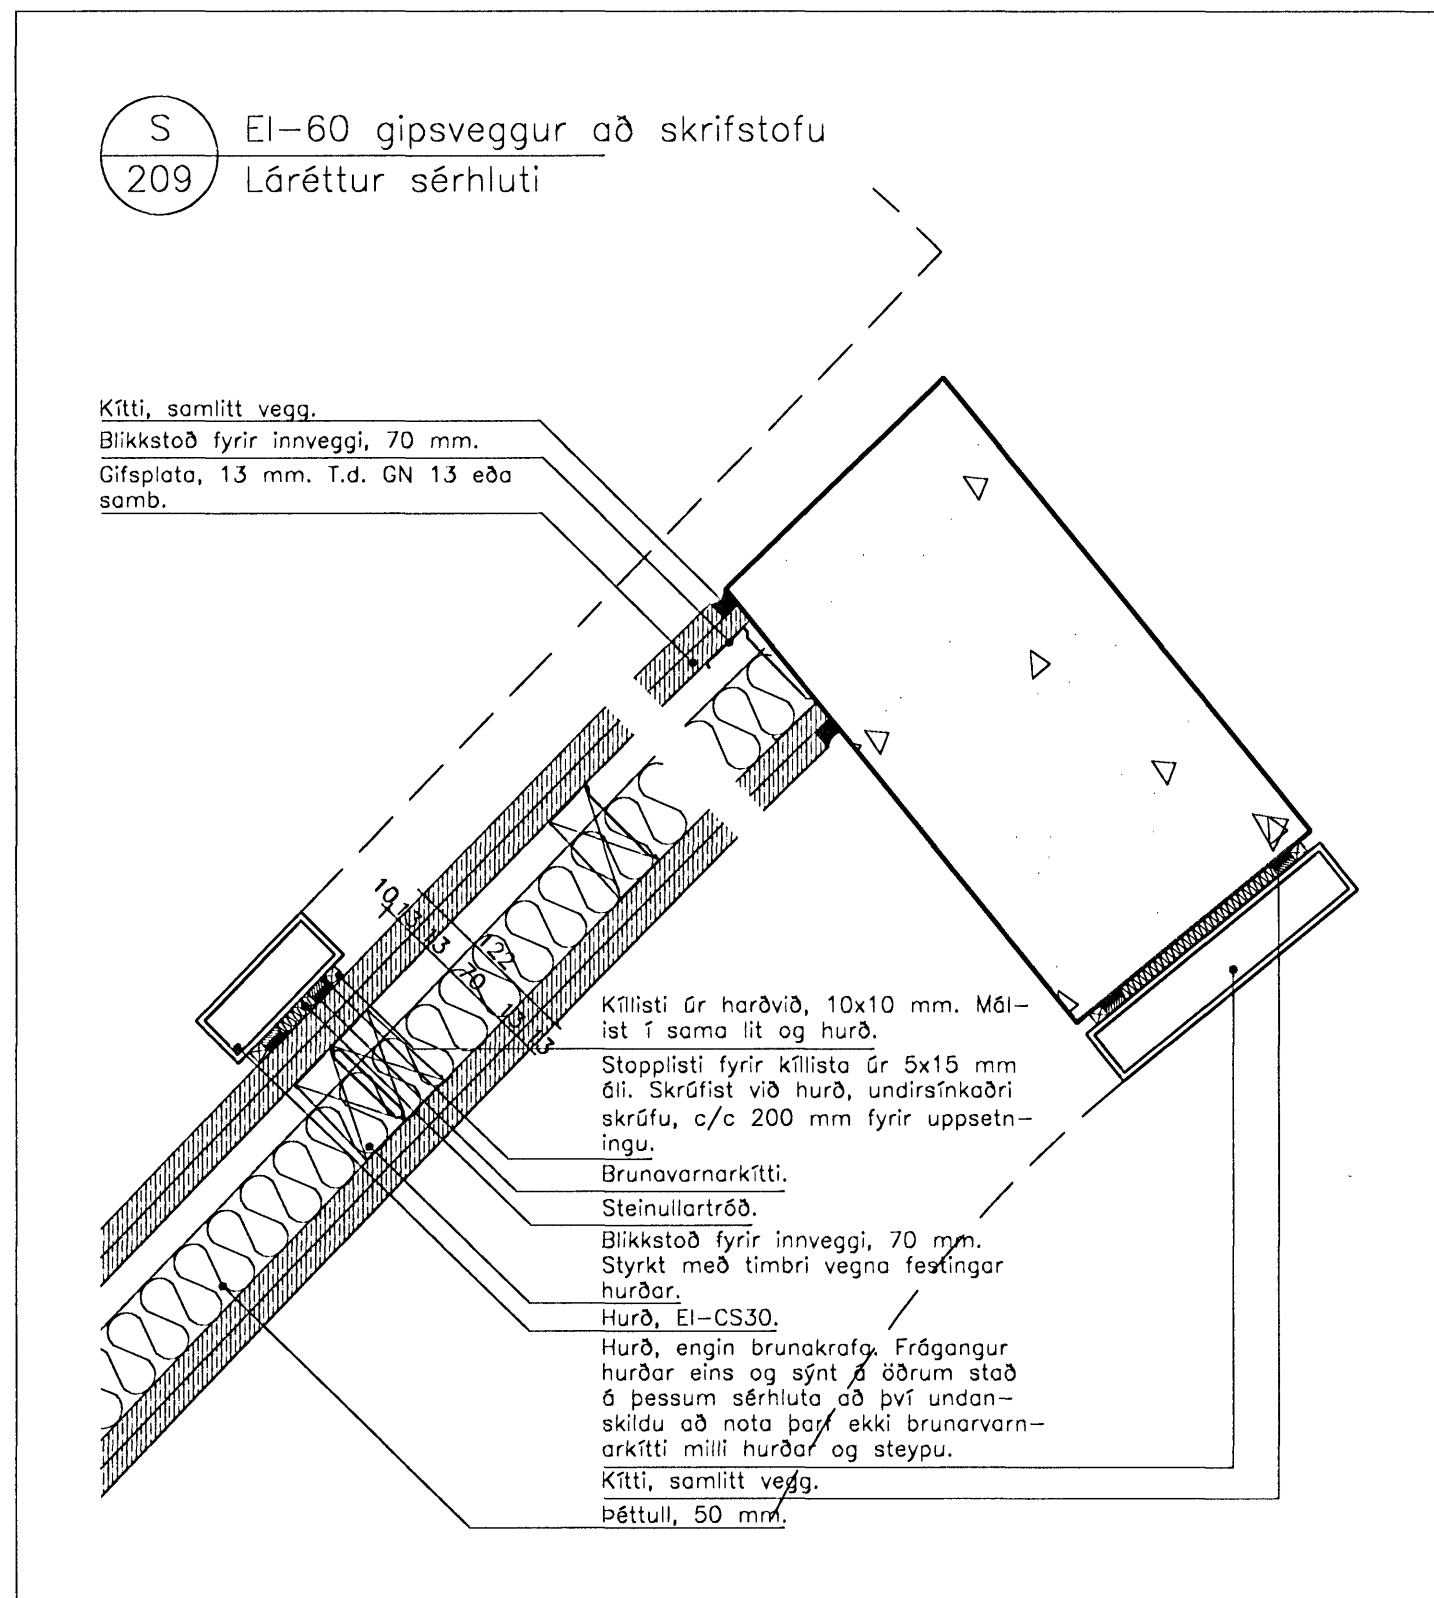 S
209
EI-60 gipsveggur að skrifstofu
Láréttur sérhluti
Kítti, samlitt vegg.
Blikkstoð fyrir innveggi, 70 mm.
Gifsplata, 13 mm. T.d. GN 13 eða
samb.
10
13
13
122
70
13
13
Kíllisti úr harðvið, 10x10 mm. Mál-
ist í sama lit og hurð.
Stopplisti fyrir kíllista úr 5x15 mm
áli. Skrúfist við hurð, undirsínkaðri
skrúfu, c/c 200 mm fyrir uppsetn-
ingu.
Brunavarnarkítti.
Steinullartróð.
Blikkstoð fyrir innveggi, 70 mm.
Styrkt með timbri vegna festingar
hurðar.
Hurð, EI-CS30.
Hurð, engin brunakrafa. Frágangur
hurðar eins og sýnt á öðrum stað
á þessum sérhluta að því undan-
skildu að nota þarf ekki brunarvarn-
arkítti milli hurðar og steypu.
Kítti, samlitt vegg.
Þéttull, 50 mm.